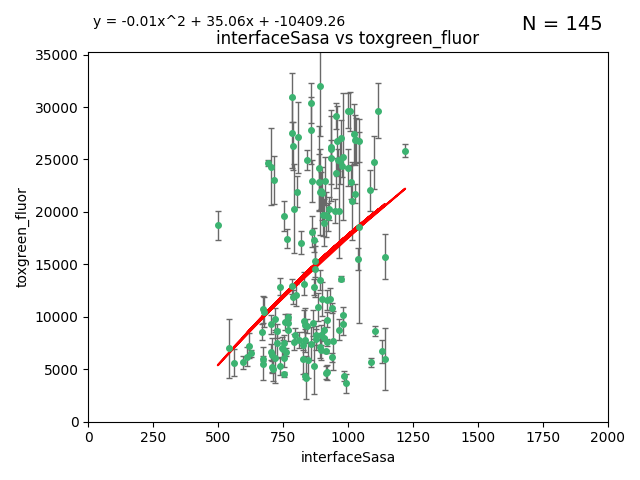 y = -0.01x^2 + 35.06x + -10409.26
N = 145
interfaceSasa vs toxgreen_fluor
35000
30000
25000
20000
15000
10000
5000
0
toxgreen_fluor
0 250 500 750 1000 1250 1500 1750 2000
interfaceSasa